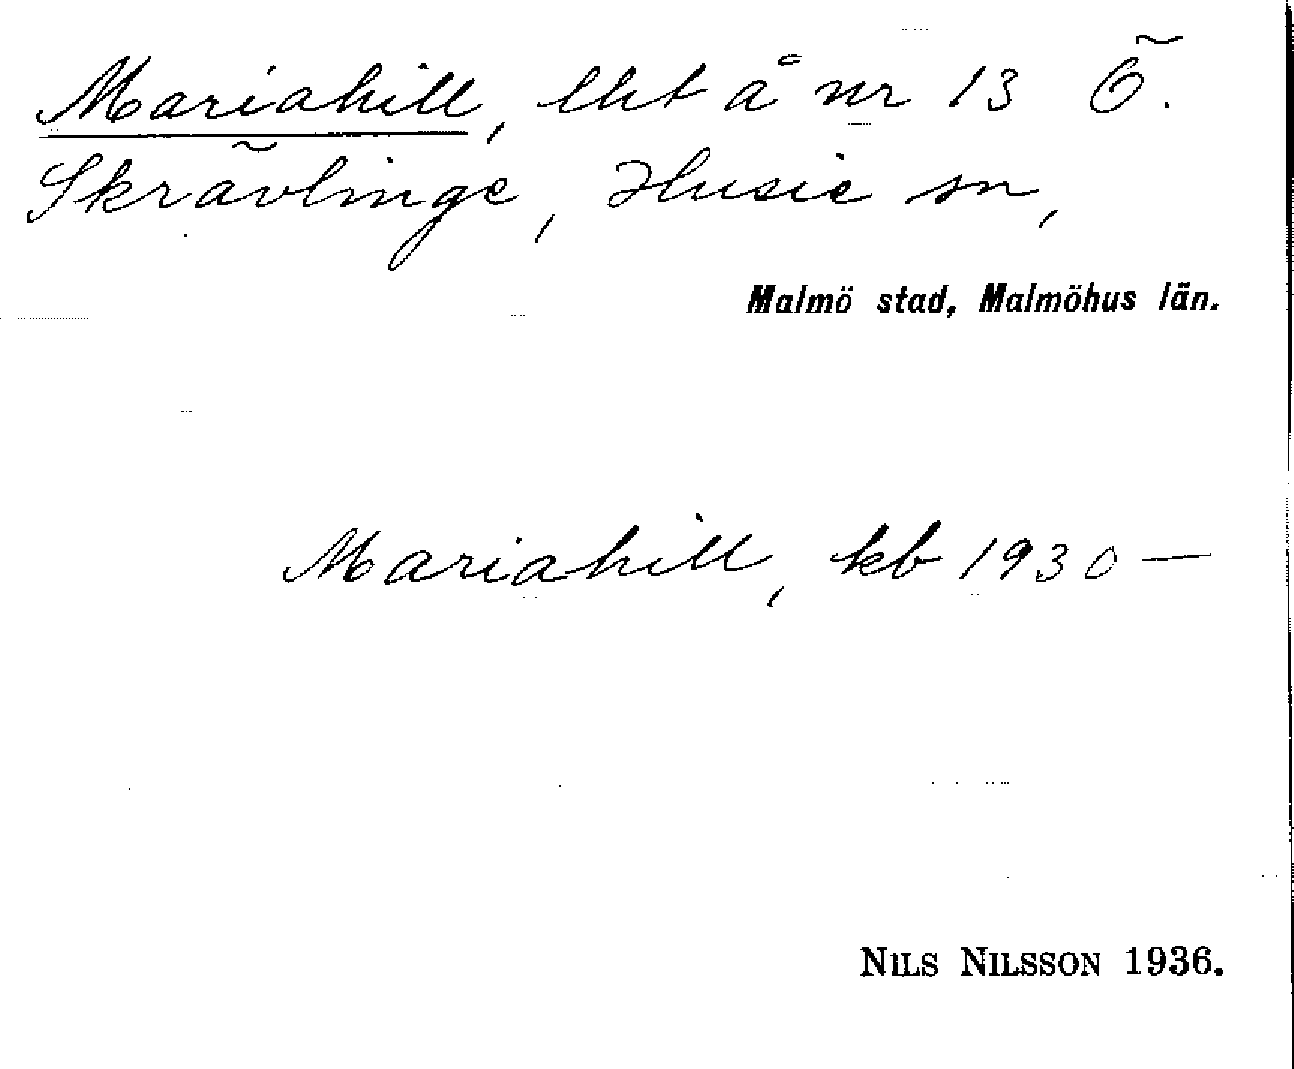 Mariahill, lht å nr 13 Ö.
Skrävlinge, Husie sn,
Malmö stad, Malmöhus län.
Mariahill, kb 1930—
NILS NILSSON 1936.